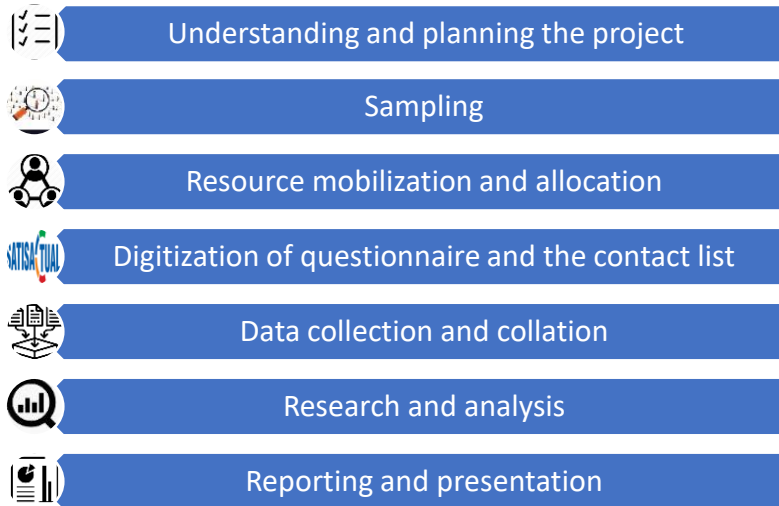 Understanding and planning the project
Sampling
Resource mobilization and allocation
Digitization of questionnaire and the contact list
Data collection and collation
Research and analysis
Reporting and presentation